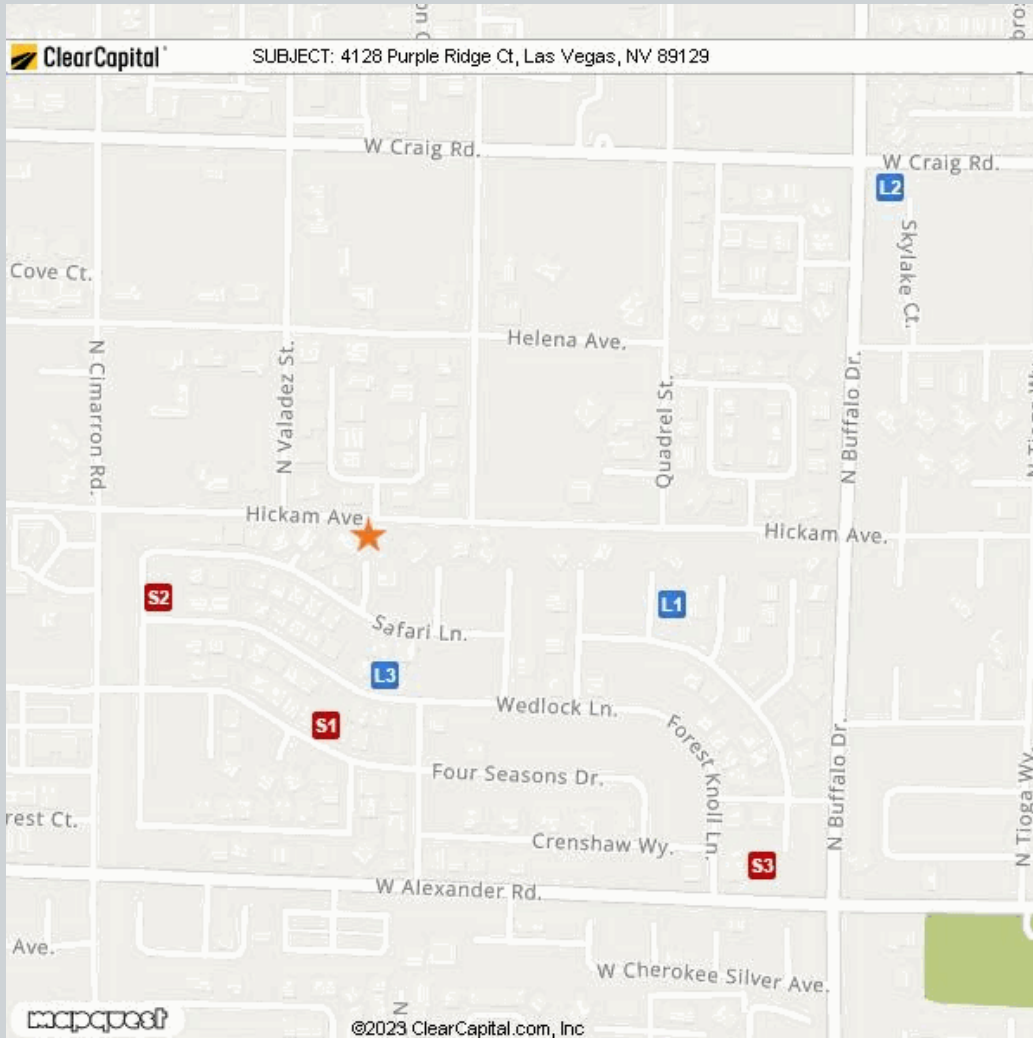 ClearCapital
SUBJECT: 4128 Purple Ridge Ct, Las Vegas, NV 89129
W Craig Rd.
W Craig Rd.
L2
Skylake Ct.
Cove Ct.
Helena Ave.
N Cimarron Rd.
N Valadez St.
Quadrel St.
N Buffalo Dr.
Hickam Ave.
Hickam Ave.
S2
L1
Safari Ln.
L3
Wedlock Ln.
S1
Forest Knoll Ln.
Four Seasons Dr.
N Buffalo Dr.
N Tioga Wy.
rest Ct.
Crenshaw Wy.
S3
W Alexander Rd.
Ave.
W Cherokee Silver Ave.
N
mapquest
©2023 ClearCapital.com, Inc